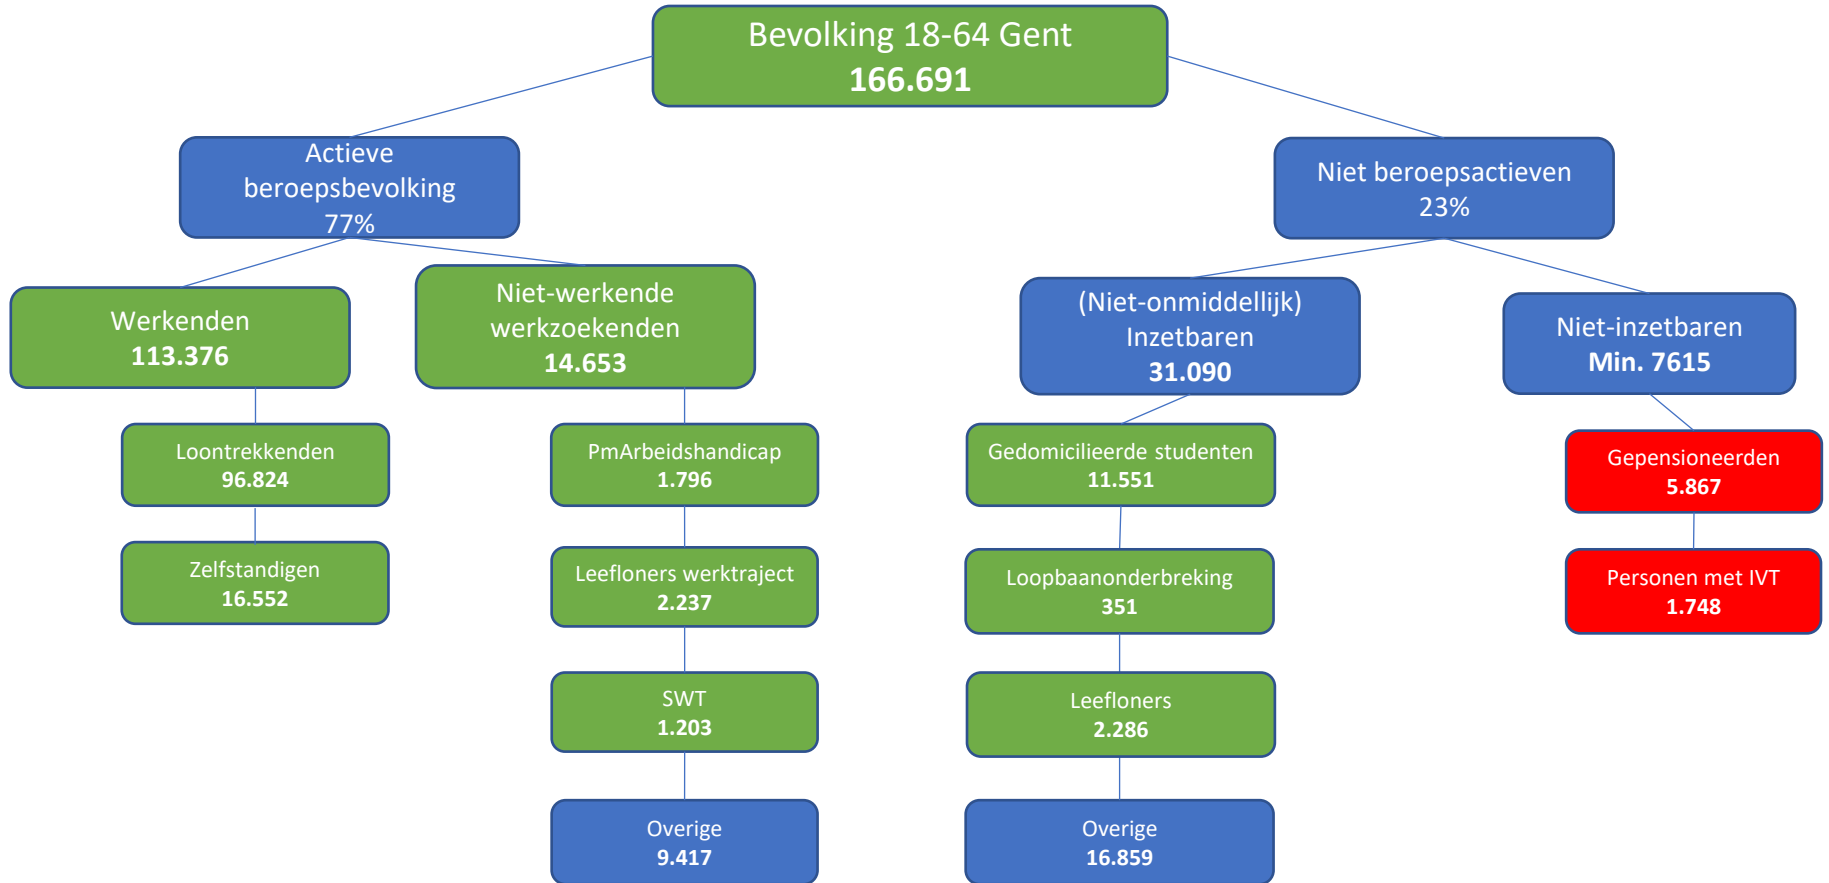 Bevolking 18-64 Gent
166.691
Actieve
beroepsbevolking
77%
Niet beroepsactieven
23%
Werkenden
113.376
Niet-werkende
werkzoekenden
14.653
(Niet-onmiddellijk)
Inzetbaren
31.090
Niet-inzetbaren
Min. 7615
Loontrekkenden
96.824
PmArbeidshandicap
1.796
Gedomicilieerde studenten
11.551
Gepensioneerden
5.867
Zelfstandigen
16.552
Leefloners werktraject
2.237
Loopbaanonderbreking
351
Personen met IVT
1.748
SWT
1.203
Leefloners
2.286
Overige
9.417
Overige
16.859